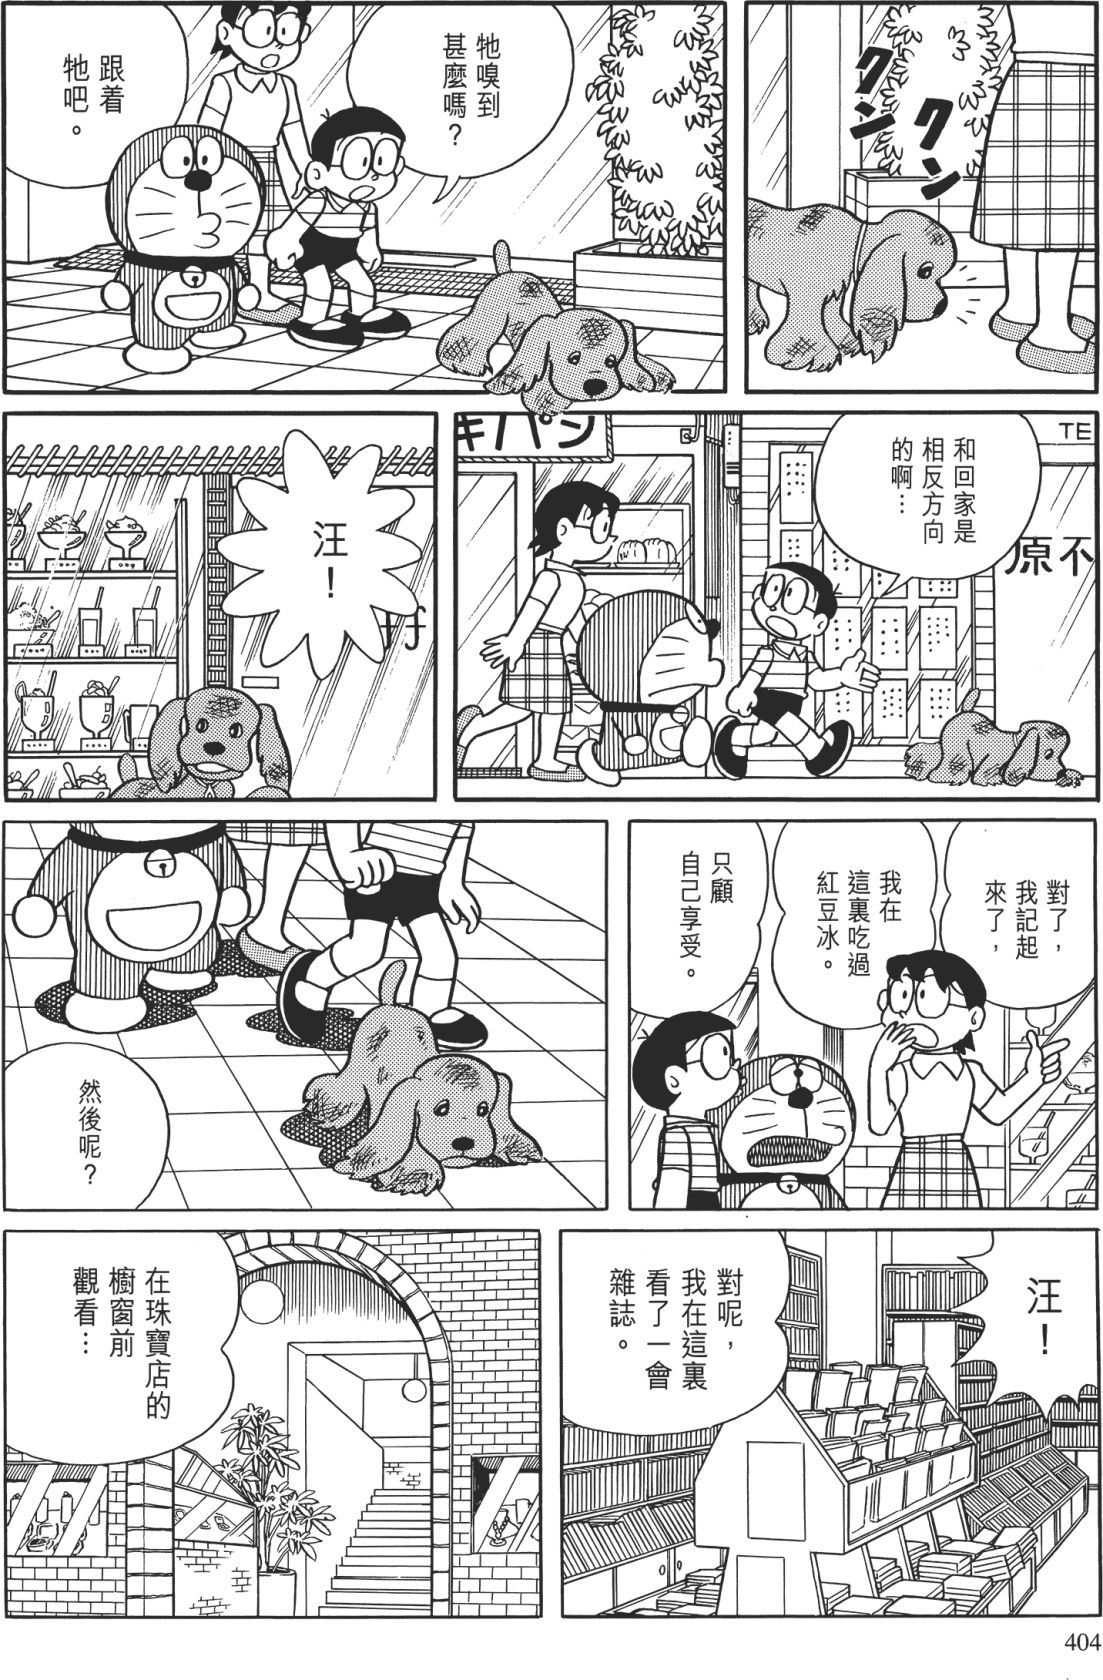 クン
クン
牠嗅到
甚麼嗎？
跟着
牠吧。
和回家是
相反方向
的啊…
キパン
TE
原不
汪！
對了，
我記起
來了，
我在
這裏吃過
紅豆冰。
只顧
自己享受。
然後呢？
汪！
對呢，
我在這裏
看了一會
雜誌。
在珠寶店的
櫥窗前
觀看…
404